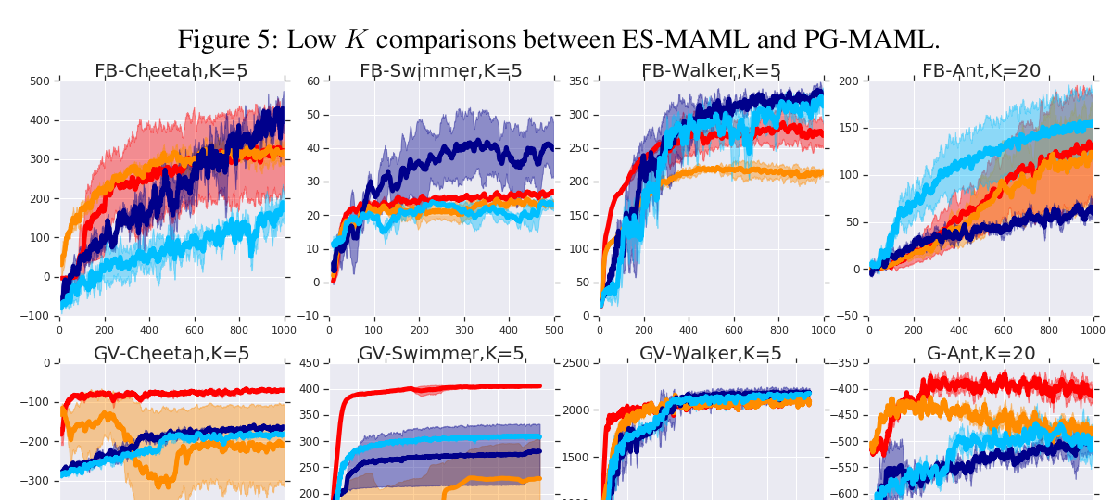 Figure 5: Low K comparisons between ES-MAML and PG-MAML.
FB-Cheetah,K=5 FB-Swimmer,K=5 FB-Walker,K=5 FB-Ant,K=20
500 60 350 200
400 50 300 150
300 40 250 100
200 30 200 50
100 20 150 0
0 10 100 −50
−100 0 50
−10 0
0 200 400 600 800 1000 0 100 200 300 400 500 0 200 400 600 800 1000 0 200 400 600 800 1000
GV-Cheetah,K=5 GV-Swimmer,K=5 GV-Walker,K=5 G-Ant,K=20
0 450 2500 −350
−100 400 2000 −400
−200 350 1500 −450
−300 300 1000 −500
250 −550
200 −600